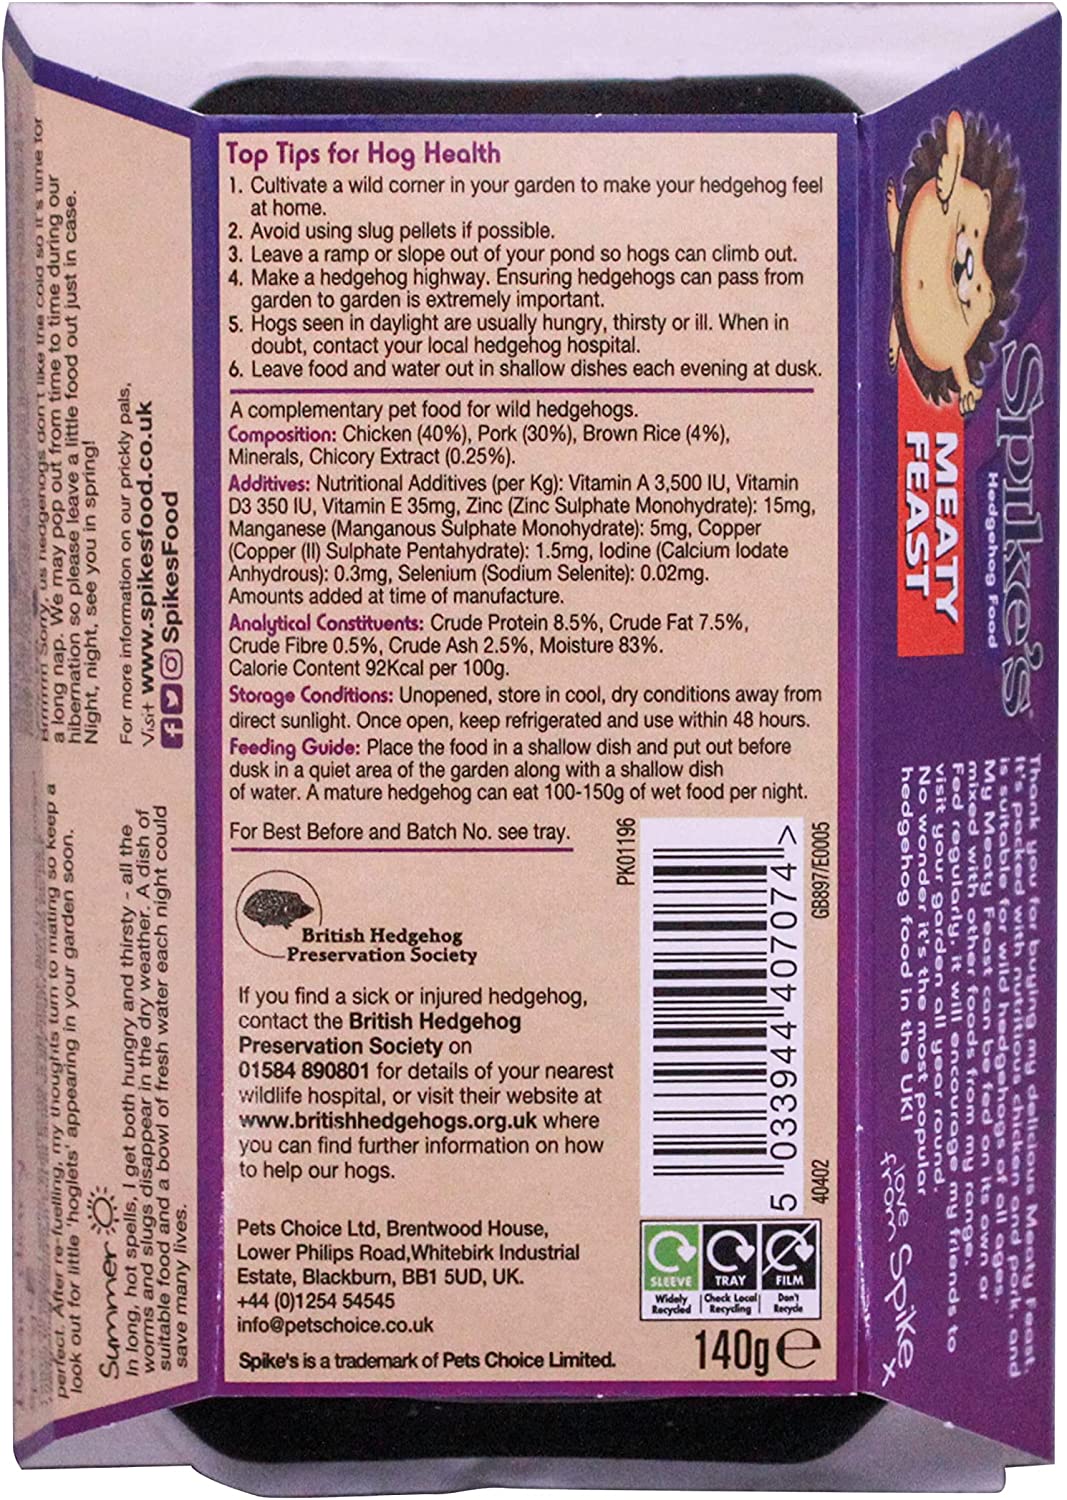 Top Tips for Hog Health
1. Cultivate a wild corner in your garden to make your hedgehog feel
at home.
2. Avoid using slug pellets if possible.
3. Leave a ramp or slope out of your pond so hogs can climb out.
4. Make a hedgehog highway. Ensuring hedgehogs can pass from
garden to garden is extremely important.
5. Hogs seen in daylight are usually hungry, thirsty or ill. When in
doubt, contact your local hedgehog hospital.
6. Leave food and water out in shallow dishes each evening at dusk.
A complementary pet food for wild hedgehogs.
Composition: Chicken (40%), Pork (30%), Brown Rice (4%),
Minerals, Chicory Extract (0.25%).
Additives: Nutritional Additives (per Kg): Vitamin A 3,500 IU, Vitamin
D3 350 IU, Vitamin E 35mg, Zinc (Zinc Sulphate Monohydrate): 15mg,
Manganese (Manganous Sulphate Monohydrate): 5mg, Copper
(Copper (II) Sulphate Pentahydrate): 1.5mg, Iodine (Calcium Iodate
Anhydrous): 0.3mg, Selenium (Sodium Selenite): 0.02mg.
Amounts added at time of manufacture.
Analytical Constituents: Crude Protein 8.5%, Crude Fat 7.5%,
Crude Fibre 0.5%, Crude Ash 2.5%, Moisture 83%.
Calorie Content 92Kcal per 100g.
Storage Conditions: Unopened, store in cool, dry conditions away from
direct sunlight. Once open, keep refrigerated and use within 48 hours.
Feeding Guide: Place the food in a shallow dish and put out before
dusk in a quiet area of the garden along with a shallow dish
of water. A mature hedgehog can eat 100-150g of wet food per night.
For Best Before and Batch No. see tray.
British Hedgehog
Preservation Society
If you find a sick or injured hedgehog,
contact the British Hedgehog
Preservation Society on
01584 890801 for details of your nearest
wildlife hospital, or visit their website at
www.britishhedgehogs.org.uk where
you can find further information on how
to help our hogs.
Pets Choice Ltd, Brentwood House,
Lower Philips Road,Whitebirk Industrial
Estate, Blackburn, BB1 5UD, UK.
+44 (0)1254 54545
info@petschoice.co.uk
Spike's is a trademark of Pets Choice Limited.
PK01196
5 033944 407074 >
GB897/E0005
40402
SLEEVE
Widely
Recycled
TRAY
Check Local
Recycling
FILM
Don't
Recycle
140g e
Spike's
Hedgehog Food
MEATY
FEAST
Thank you for buying my delicious Meaty Feast.
It's packed with nutritious chicken and pork, and
is suitable for wild hedgehogs of all ages.
My Meaty Feast can be fed on its own or
mixed with other foods from my range.
Fed regularly, it will encourage my friends to
visit your garden all year round.
No wonder it's the most popular
hedgehog food in the UK!
love
from Spike x
Sorry, us hedgehogs don't like the cold so it's time for
a long nap. We may pop out from time to time during our
hibernation so please leave a little food out just in case.
Night, night, see you in spring!
For more information on our prickly pals,
Visit www.spikesfood.co.uk
SpikesFood
perfect. After re-fuelling, my thoughts turn to mating so keep a
look out for little 'hoglets' appearing in your garden soon.
Summer
In long, hot spells, I get both hungry and thirsty - all the
worms and slugs disappear in the dry weather. A dish of
suitable food and a bowl of fresh water each night could
save many lives.